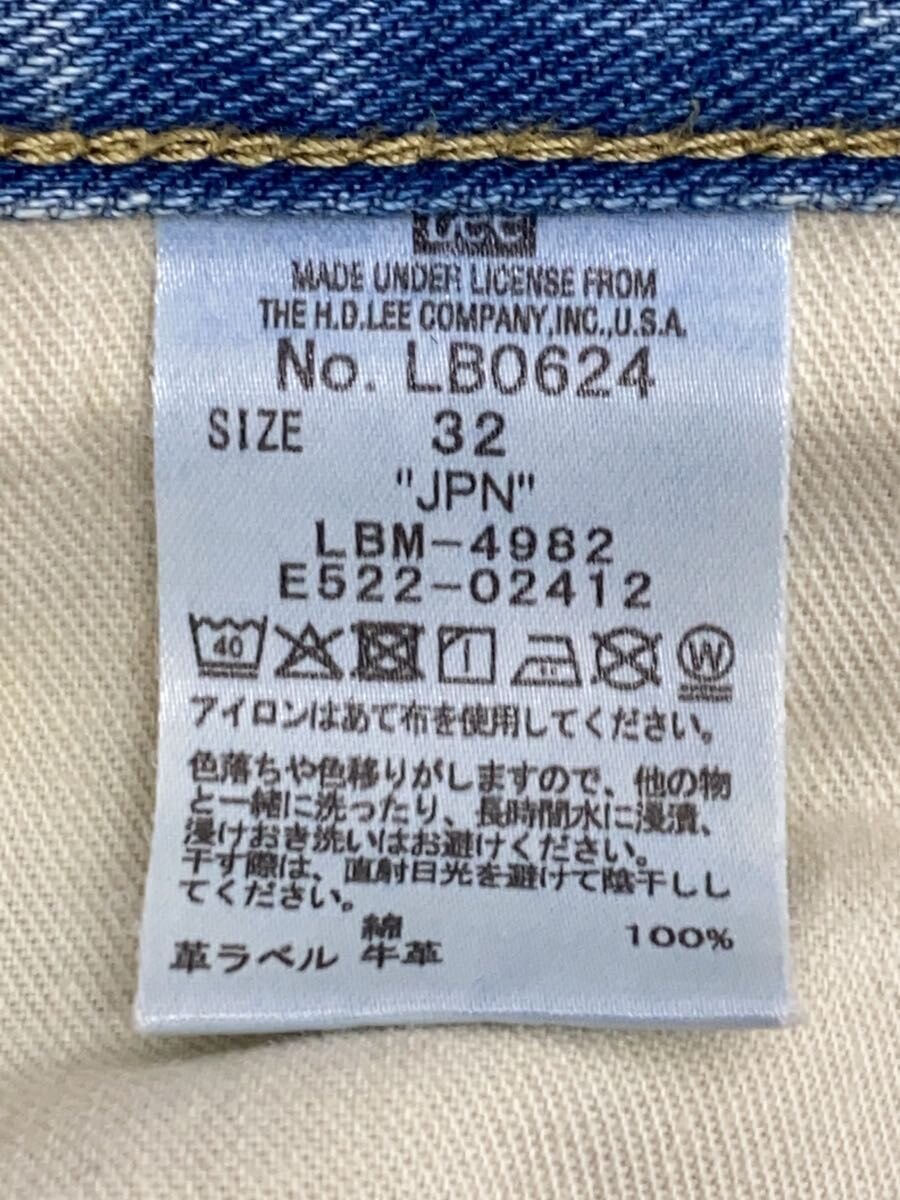 MADE UNDER LICENSE FROM
THE H.D.LEE COMPANY,INC.,U.S.A.
No. LB0624
SIZE 32
"JPN"
LBM-4982
E522-02412
40
W
アイロンはあて布を使用してください。
色落ちや色移りがしますので、他の物
と一緒に洗ったり、長時間水に浸漬、
浸けおき洗いはお避けください。
干す際は、直射日光を避けて陰干しし
てください。
綿 100%
革ラベル 牛革